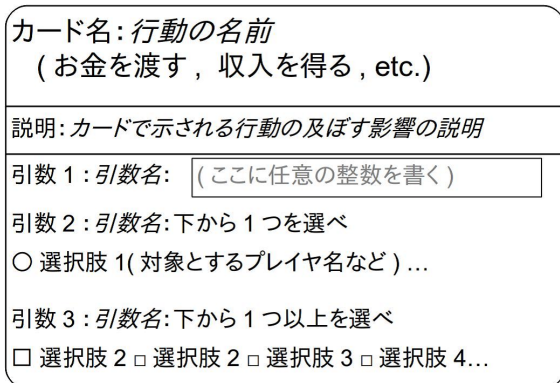 カード名：行動の名前
( お金を渡す , 収入を得る , etc.)
説明：カードで示される行動の及ぼす影響の説明
引数 1 : 引数名: ( ここに任意の整数を書く )
引数 2 : 引数名:下から 1 つを選べ
○ 選択肢 1( 対象とするプレイヤ名など ) …
引数 3 : 引数名:下から 1 つ以上を選べ
□ 選択肢 2 □ 選択肢 2 □ 選択肢 3 □ 選択肢 4…